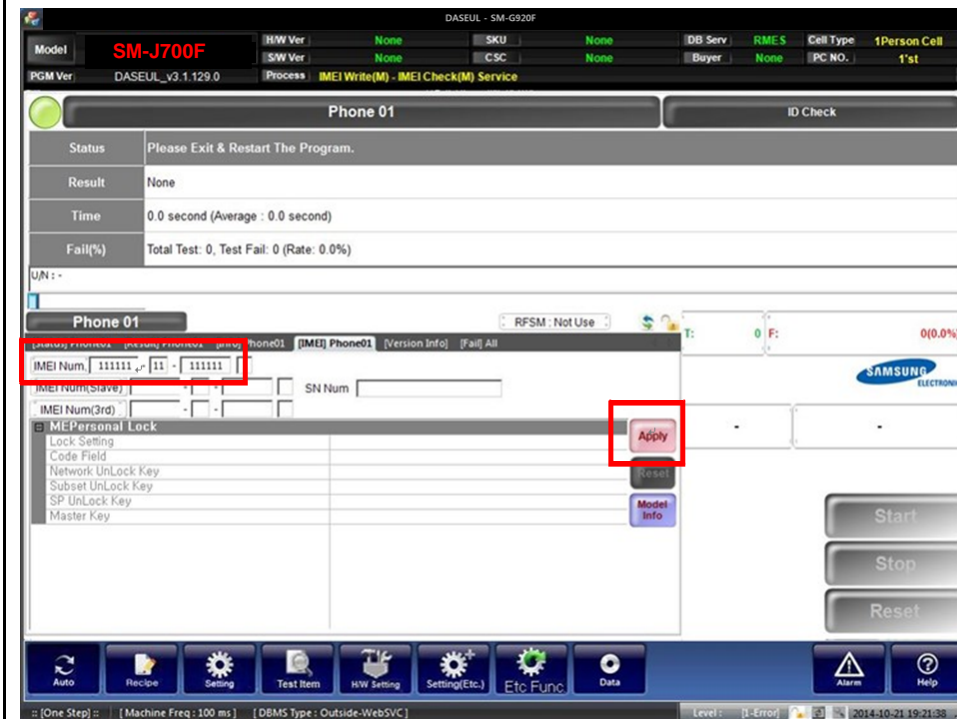 DASEUL - SM-G920F
Model SM-J700F H/W Ver None SKU None DB Serv RMES Cell Type 1Person Cell
S/W Ver None CSC None Buyer None PC NO. 1'st
PGM Ver DASEUL_v3.1.129.0 Process IMEI Write(M) - IMEI Check(M) Service
Phone 01 ID Check
Status Please Exit & Restart The Program.
Result None
Time 0.0 second (Average : 0.0 second)
Fail(%) Total Test: 0, Test Fail: 0 (Rate: 0.0%)
U/N : -
Phone 01 RFSM : Not Use T: 0 F: 0(0.0%)
[Status] Phone01 [Result] Phone01 [Info] Phone01 [IMEI] Phone01 [Version Info] [Fail] All
IMEI Num. 111111 - 11 - 111111
SAMSUNG
ELECTRONI
IMEI Num(Slave) - - SN Num
IMEI Num(3rd) - -
MEPersonal Lock
Apply - -
Lock Setting
Code Field
Network UnLock Key
Reset
Subset UnLock Key
SP UnLock Key
Model Info
Master Key
Start
Stop
Reset
Auto Recipe Setting Test Item H/W Setting Setting(Etc.) Etc Func. Data Alarm Help
:: [One Step] :: [ Machine Freq : 100 ms ] [ DBMS Type : Outside-WebSVC ] Level : [1-Error] 2014-10-21 19:21:38